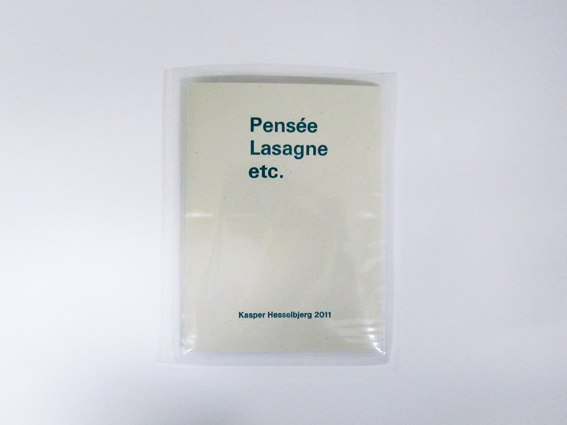 Pensée
Lasagne
etc.
Kasper Hesselbjerg 2011